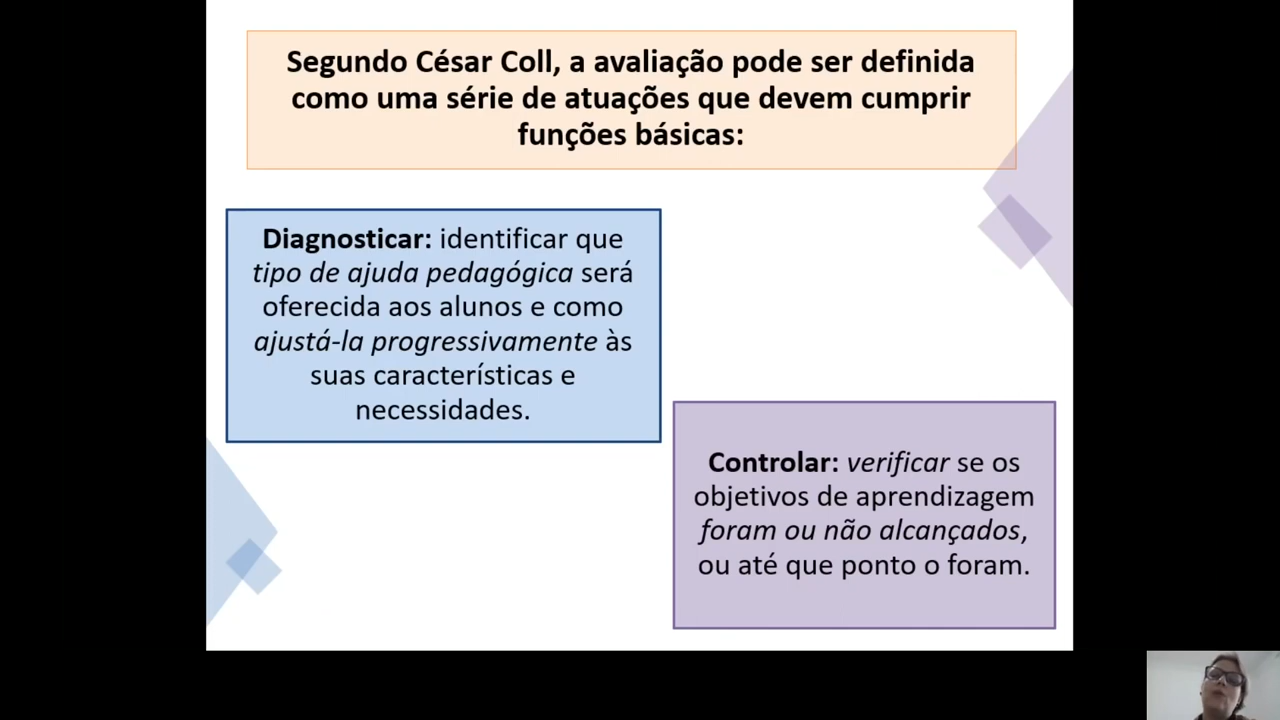 Segundo César Coll, a avaliação pode ser definida
como uma série de atuações que devem cumprir
funções básicas:
Diagnosticar: identificar que
tipo de ajuda pedagógica será
oferecida aos alunos e como
ajustá-la progressivamente às
suas características e
necessidades.
Controlar: verificar se os
objetivos de aprendizagem
foram ou não alcançados,
ou até que ponto o foram.